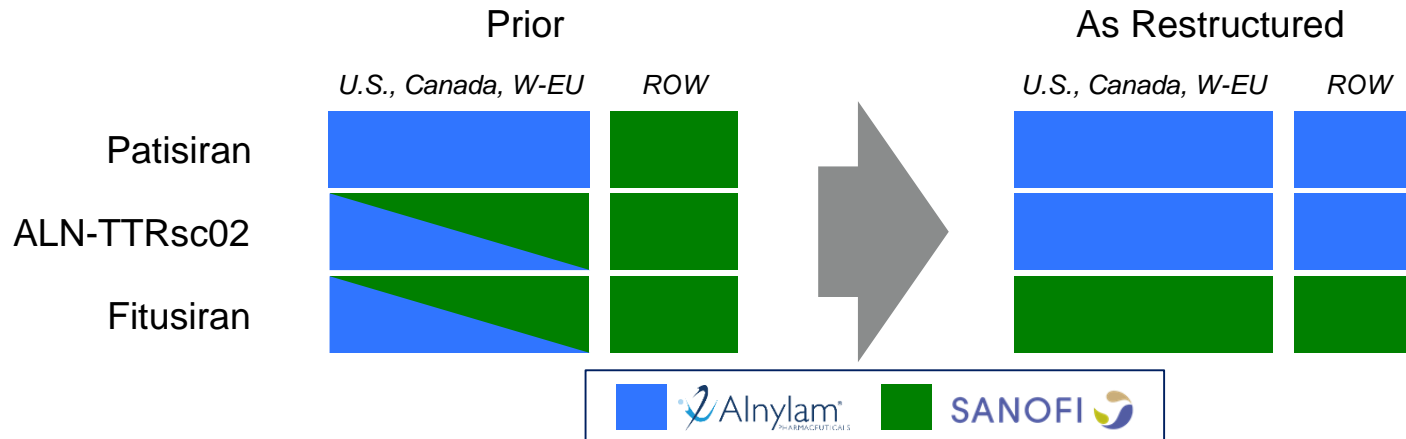 Prior As Restructured
U.S., Canada, W-EU ROW U.S., Canada, W-EU ROW
Patisiran
ALN-TTRsc02
Fitusiran
Alnylam® SANOFI
PHARMACEUTICALS